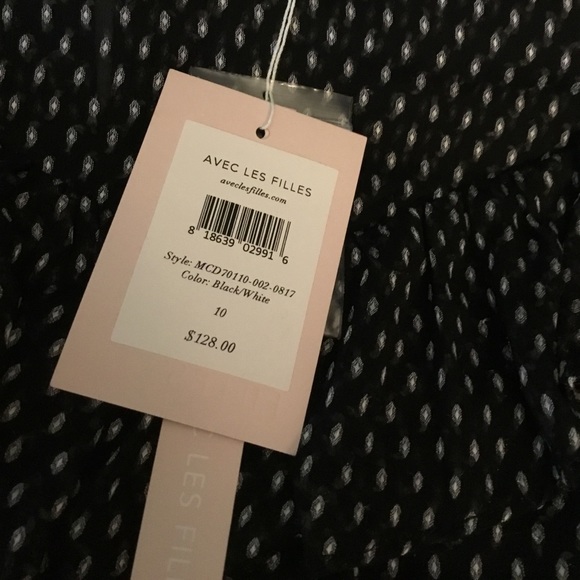 AVEC LES FILLES
aveclesfilles.com
8 18639 02991 6
Style: MCD70110-002-0817
Color: Black/White
10
$128.00
LES FILL